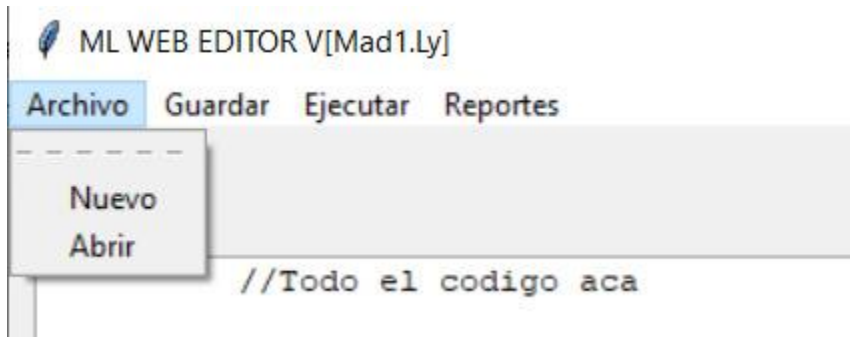 ML WEB EDITOR V[Mad1.Ly]
Archivo Guardar Ejecutar Reportes
Nuevo
Abrir
//Todo el codigo aca